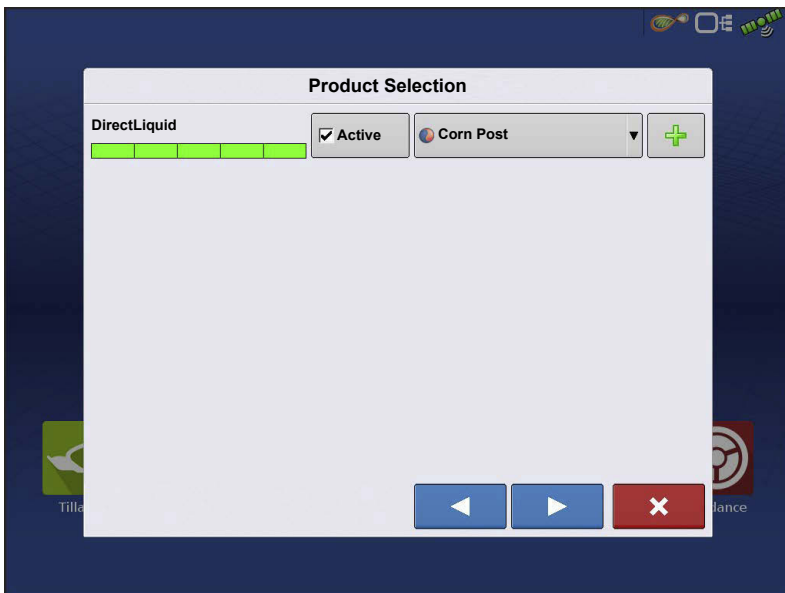 Product Selection
DirectLiquid
Active
Corn Post
Tilla
dance